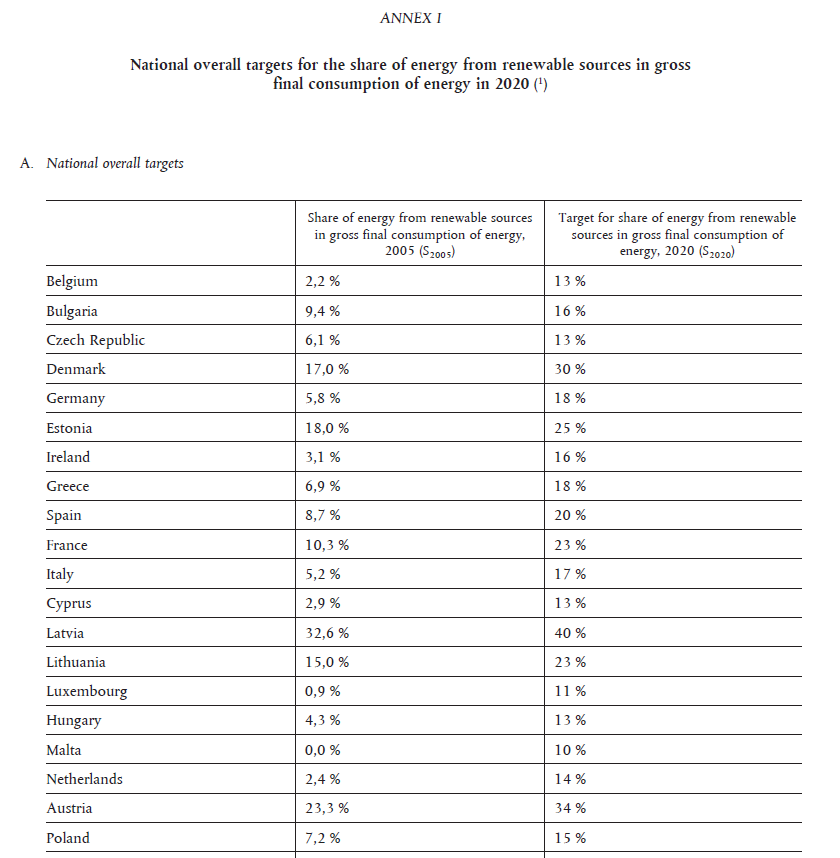 ANNEX I
National overall targets for the share of energy from renewable sources in gross
final consumption of energy in 2020 (¹)
A. National overall targets
Share of energy from renewable sources
in gross final consumption of energy,
2005 (S₂₀₀₅)
Target for share of energy from renewable
sources in gross final consumption of
energy, 2020 (S₂₀₂₀)
Belgium 2,2 % 13 %
Bulgaria 9,4 % 16 %
Czech Republic 6,1 % 13 %
Denmark 17,0 % 30 %
Germany 5,8 % 18 %
Estonia 18,0 % 25 %
Ireland 3,1 % 16 %
Greece 6,9 % 18 %
Spain 8,7 % 20 %
France 10,3 % 23 %
Italy 5,2 % 17 %
Cyprus 2,9 % 13 %
Latvia 32,6 % 40 %
Lithuania 15,0 % 23 %
Luxembourg 0,9 % 11 %
Hungary 4,3 % 13 %
Malta 0,0 % 10 %
Netherlands 2,4 % 14 %
Austria 23,3 % 34 %
Poland 7,2 % 15 %